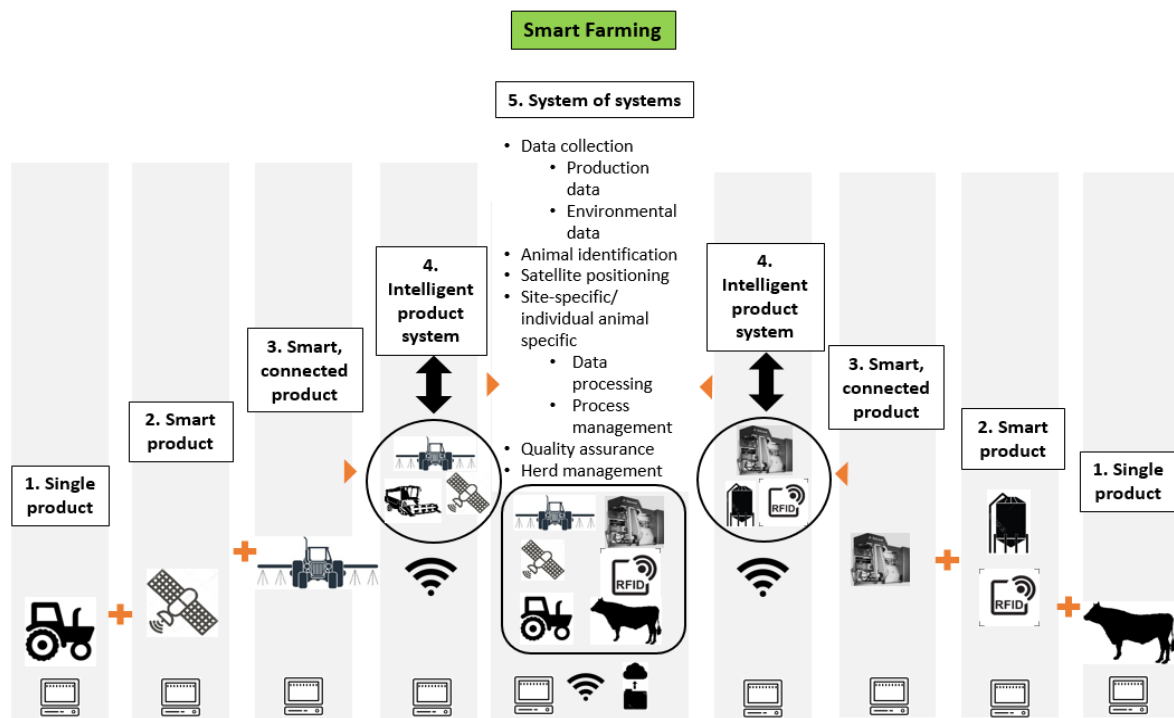 Smart Farming
5. System of systems
• Data collection
• Production
data
• Environmental
data
• Animal identification
• Satellite positioning
• Site-specific/
individual animal
specific
• Data
processing
• Process
management
• Quality assurance
• Herd management
4.
Intelligent
product
system
3. Smart,
connected
product
2. Smart
product
1. Single
product
4.
Intelligent
product
system
3. Smart,
connected
product
2. Smart
product
1. Single
product
RFID
RFID
RFID